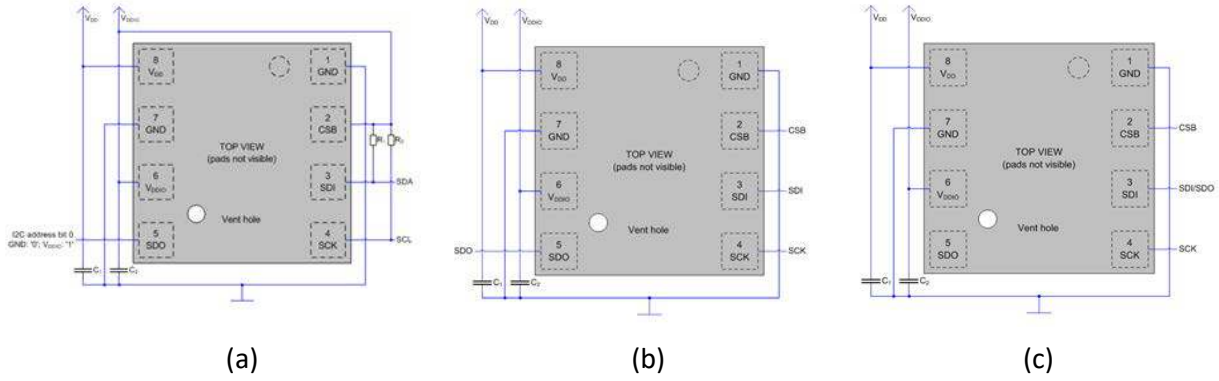 VDD
VDDIO
8
VDD
1
GND
7
GND
2
CSB
R1
R2
TOP VIEW
(pads not visible)
6
VDDIO
3
SDI
SDA
Vent hole
I2C address bit 0
GND: '0'; VDDIO: '1'
5
SDO
4
SCK
SCL
C1
C2
(a)
VDD
VDDIO
8
VDD
1
GND
7
GND
2
CSB
CSB
TOP VIEW
(pads not visible)
6
VDDIO
3
SDI
SDI
Vent hole
SDO
5
SDO
4
SCK
SCK
C1
C2
(b)
VDD
VDDIO
8
VDD
1
GND
7
GND
2
CSB
CSB
TOP VIEW
(pads not visible)
6
VDDIO
3
SDI
SDI/SDO
Vent hole
5
SDO
4
SCK
SCK
C1
C2
(c)